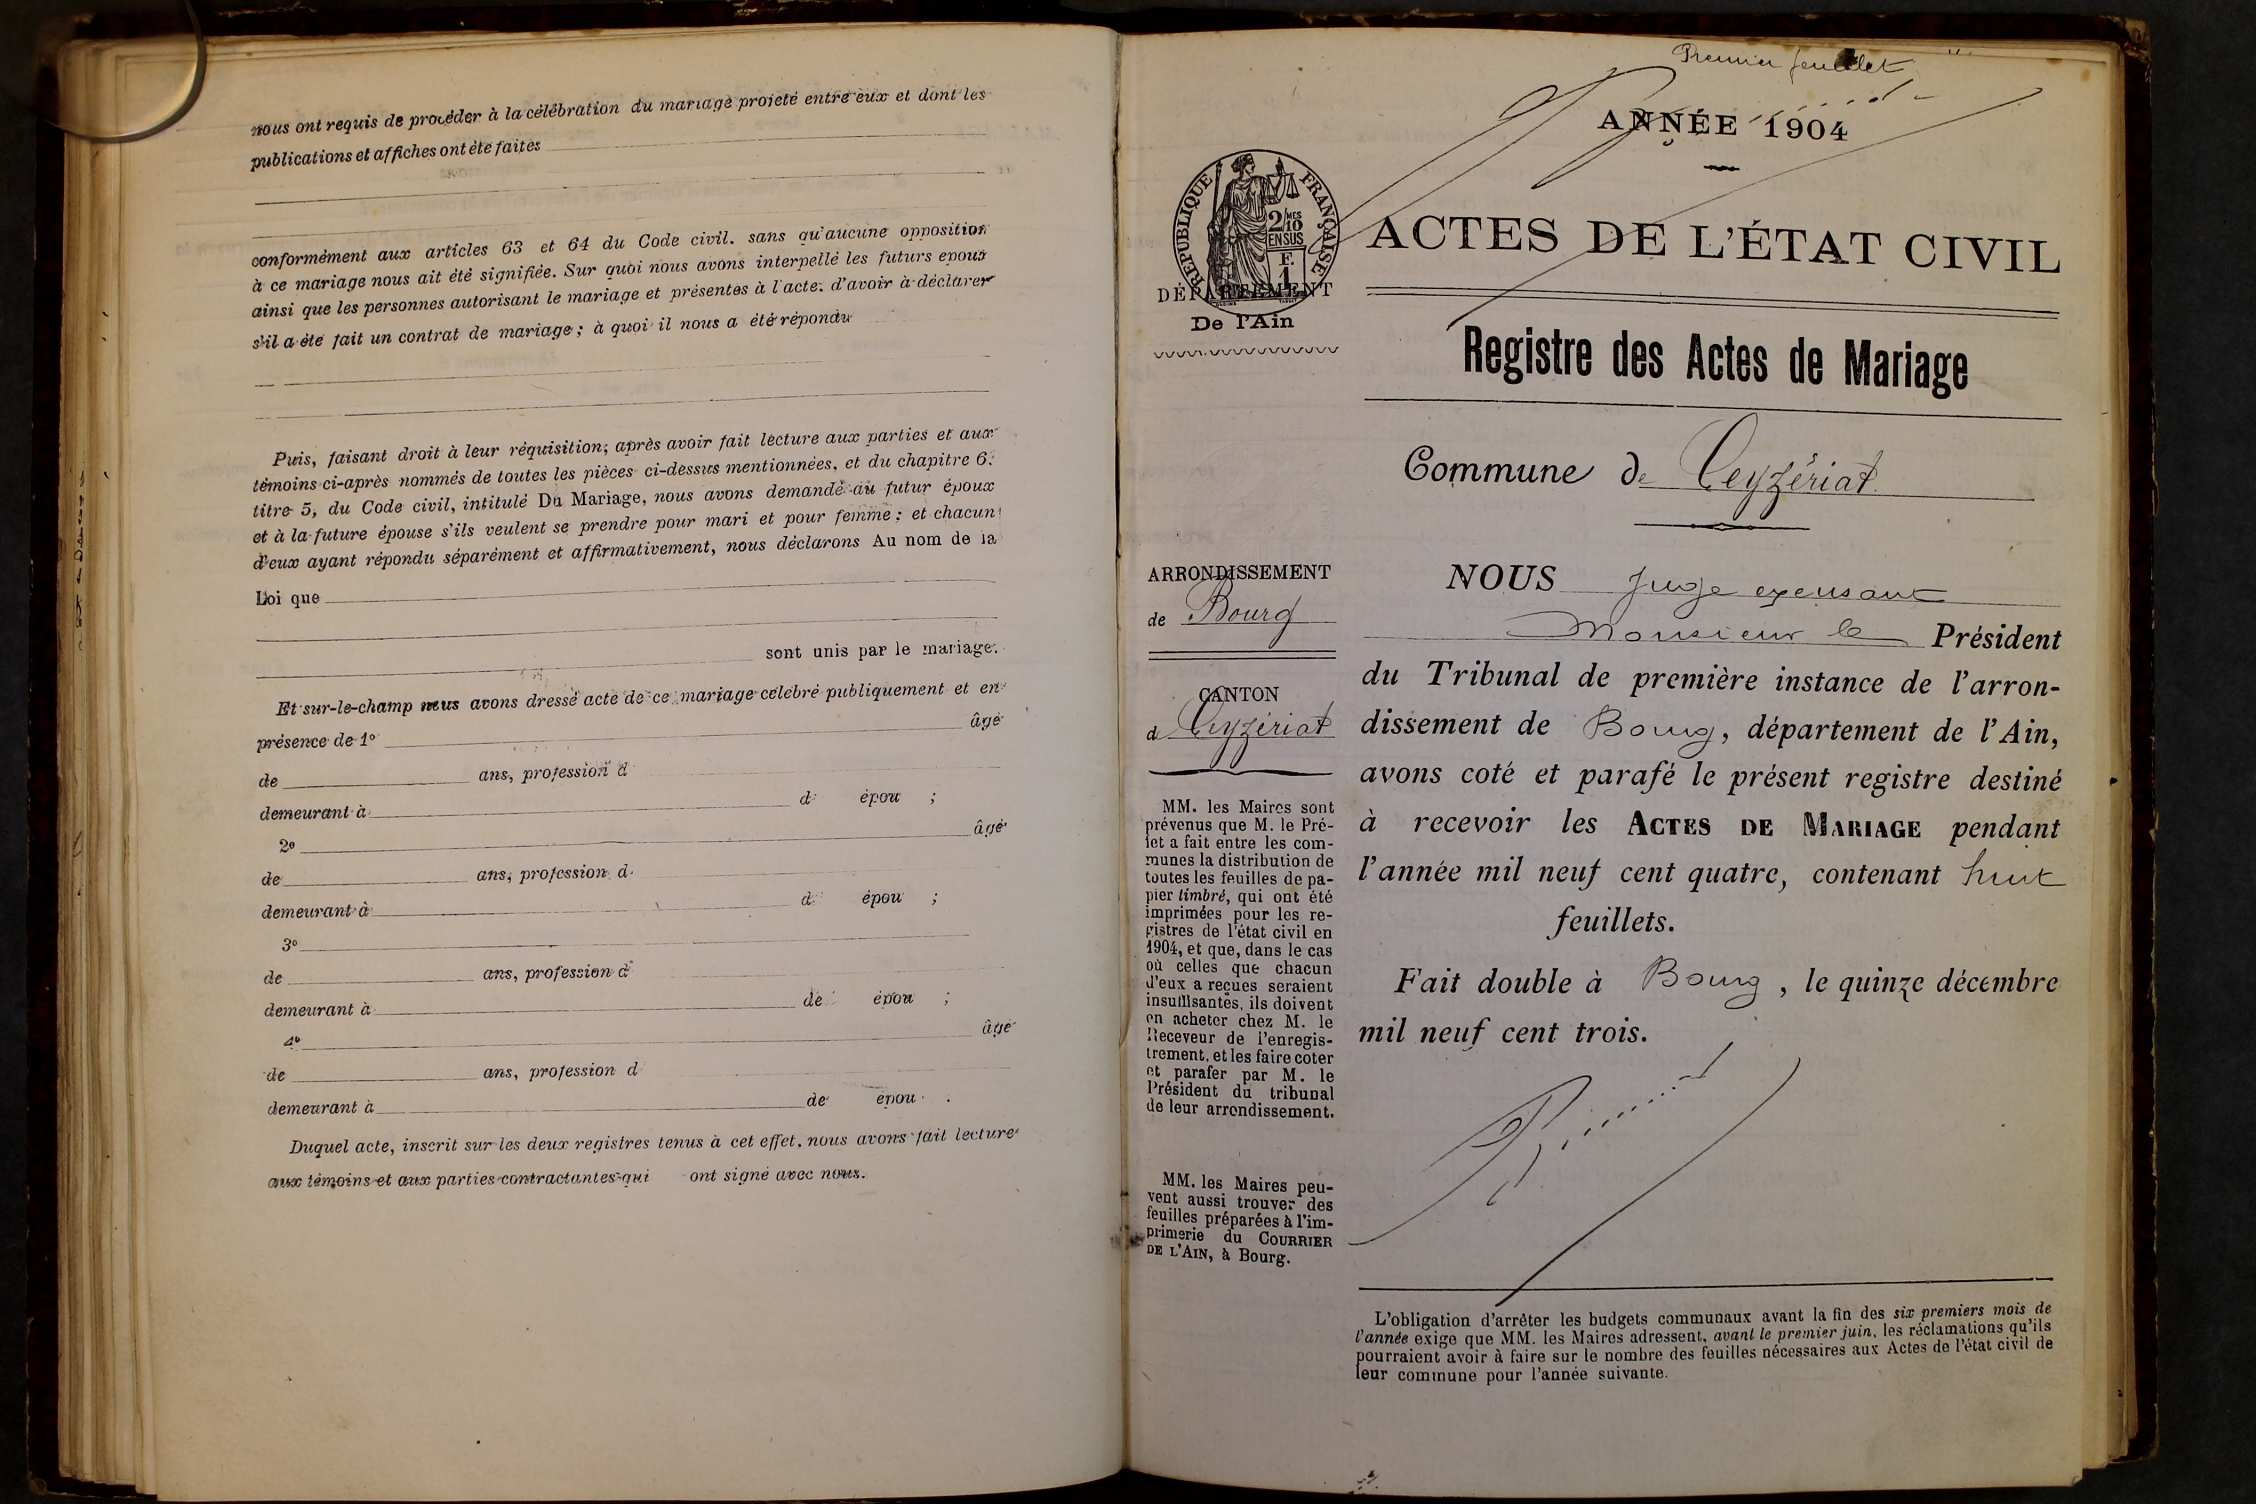 nous ont requis de procéder à la célébration du mariage projeté entre eux et dont les
publications et affiches ont été faites
conformément aux articles 63 et 64 du Code civil. sans qu'aucune opposition
à ce mariage nous ait été signifiée. Sur quoi nous avons interpellé les futurs epoux
ainsi que les personnes autorisant le mariage et présentes à l'acte. d'avoir à déclarer
s'il a été fait un contrat de mariage; à quoi il nous a été répondu
Puis, faisant droit à leur réquisition; après avoir fait lecture aux parties et aux
témoins ci-après nommés de toutes les pièces ci-dessus mentionnées, et du chapitre 6.
titre 5, du Code civil, intitulé Du Mariage, nous avons demandé au futur époux
et à la future épouse s'ils veulent se prendre pour mari et pour femme; et chacun
d'eux ayant répondu séparément et affirmativement, nous déclarons Au nom de la
Loi que
sont unis par le mariage.
Et sur-le-champ nous avons dressé acte de ce mariage célébré publiquement et en
présence de 1º âgé
de ans, profession d
demeurant à d épou ;
2º âgé
de ans, profession d
demeurant à d épou ;
3º
de ans, profession d
demeurant à de épou ;
4º âgé
de ans, profession d
demeurant à de épou .
Duquel acte, inscrit sur les deux registres tenus à cet effet, nous avons fait lecture
aux témoins et aux parties contractantes qui ont signé avec nous.
Premier feuillet
ANNÉE 1904
RÉPUBLIQUE FRANÇAISE
2/10 MES
EN SUS
F.
1
DÉPARTEMENT
De l'Ain
ACTES DE L'ÉTAT CIVIL
Registre des Actes de Mariage
Commune de Ceyzériat
ARRONDISSEMENT
de Bourg
CANTON
d Ceyzériat
MM. les Maires sont
prévenus que M. le Pré-
fet a fait entre les com-
munes la distribution de
toutes les feuilles de pa-
pier timbré, qui ont été
imprimées pour les re-
gistres de l'état civil en
1904, et que, dans le cas
où celles que chacun
d'eux a reçues seraient
insuffisantes, ils doivent
en acheter chez M. le
Receveur de l'enregis-
trement, et les faire coter
et parafer par M. le
Président du tribunal
de leur arrondissement.
MM. les Maires peu-
vent aussi trouver des
feuilles préparées à l'im-
primerie du COURRIER
DE L'AIN, à Bourg.
NOUS Juge excusant
Monsieur le Président
du Tribunal de première instance de l'arron-
dissement de Bourg, département de l'Ain,
avons coté et parafé le présent registre destiné
à recevoir les ACTES DE MARIAGE pendant
l'année mil neuf cent quatre, contenant huit
feuillets.
Fait double à Bourg, le quinze décembre
mil neuf cent trois.
L'obligation d'arrêter les budgets communaux avant la fin des six premiers mois de
l'année exige que MM. les Maires adressent, avant le premier juin, les réclamations qu'ils
pourraient avoir à faire sur le nombre des feuilles nécessaires aux Actes de l'état civil de
leur commune pour l'année suivante.